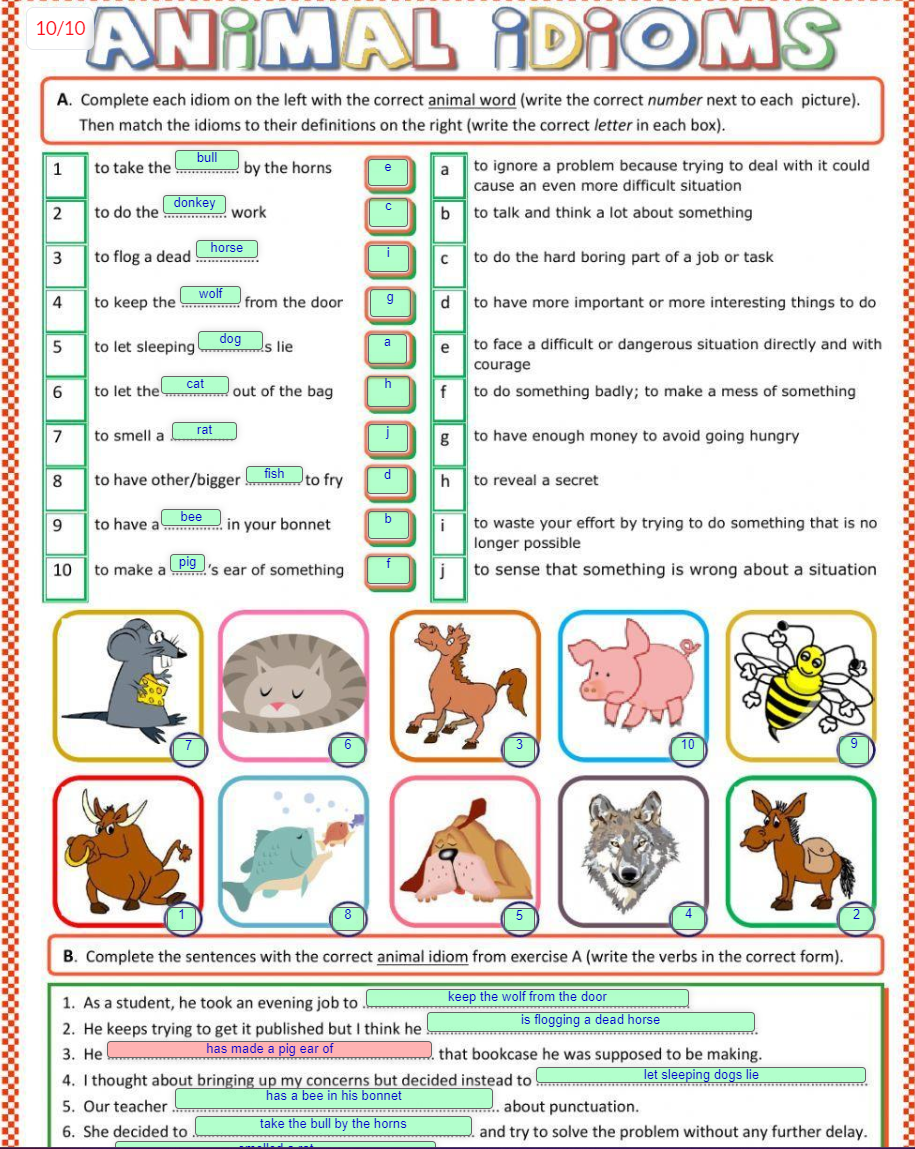 10/10
ANiMAL iDiOMS
A. Complete each idiom on the left with the correct animal word (write the correct number next to each picture).
Then match the idioms to their definitions on the right (write the correct letter in each box).
1 to take the bull by the horns e a to ignore a problem because trying to deal with it could
cause an even more difficult situation
2 to do the donkey work c b to talk and think a lot about something
3 to flog a dead horse i c to do the hard boring part of a job or task
4 to keep the wolf from the door g d to have more important or more interesting things to do
5 to let sleeping dog s lie a e to face a difficult or dangerous situation directly and with
courage
6 to let the cat out of the bag h f to do something badly; to make a mess of something
7 to smell a rat j g to have enough money to avoid going hungry
8 to have other/bigger fish to fry d h to reveal a secret
9 to have a bee in your bonnet b i to waste your effort by trying to do something that is no
longer possible
10 to make a pig 's ear of something f j to sense that something is wrong about a situation
7 6 3 10 9
1 8 5 4 2
B. Complete the sentences with the correct animal idiom from exercise A (write the verbs in the correct form).
1. As a student, he took an evening job to keep the wolf from the door
2. He keeps trying to get it published but I think he is flogging a dead horse.
3. He has made a pig ear of that bookcase he was supposed to be making.
4. I thought about bringing up my concerns but decided instead to let sleeping dogs lie
5. Our teacher has a bee in his bonnet about punctuation.
6. She decided to take the bull by the horns and try to solve the problem without any further delay.
smelled a rat